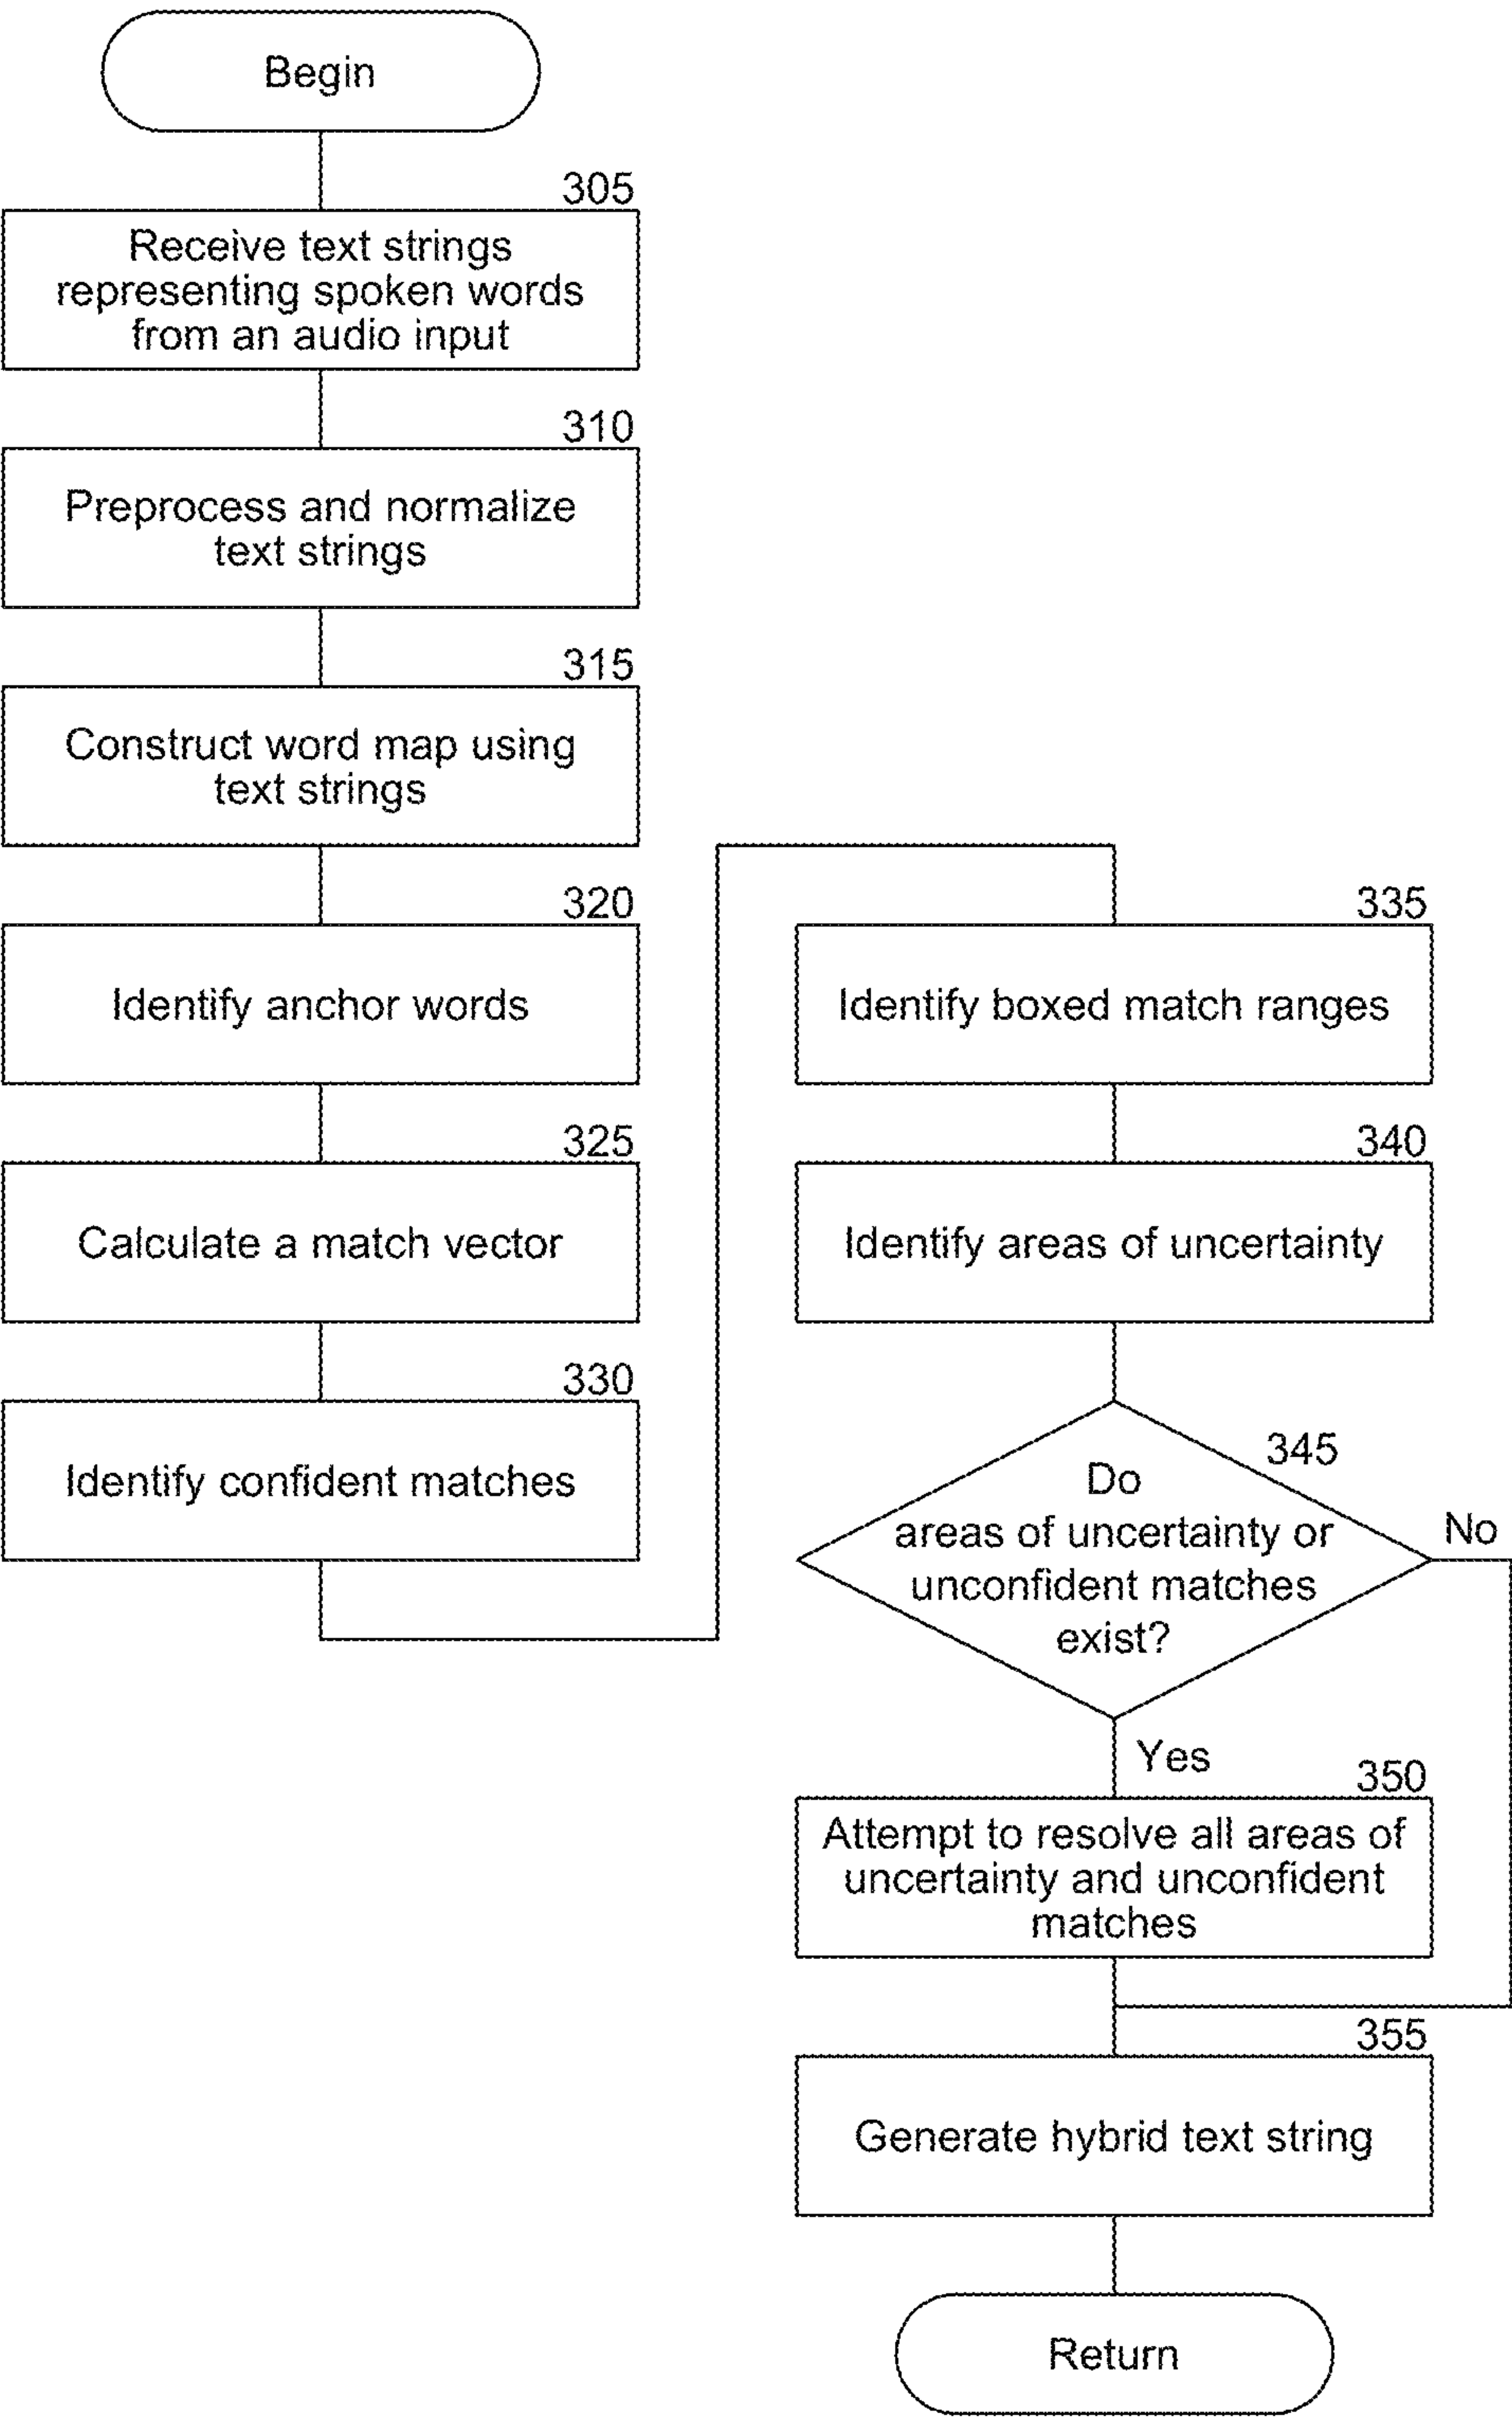 Begin
305
Receive text strings
representing spoken words
from an audio input
310
Preprocess and normalize
text strings
315
Construct word map using
text strings
320
Identify anchor words
325
Calculate a match vector
330
Identify confident matches
335
Identify boxed match ranges
340
Identify areas of uncertainty
345
Do
areas of uncertainty or
unconfident matches
exist?
No
Yes
350
Attempt to resolve all areas of
uncertainty and unconfident
matches
355
Generate hybrid text string
Return